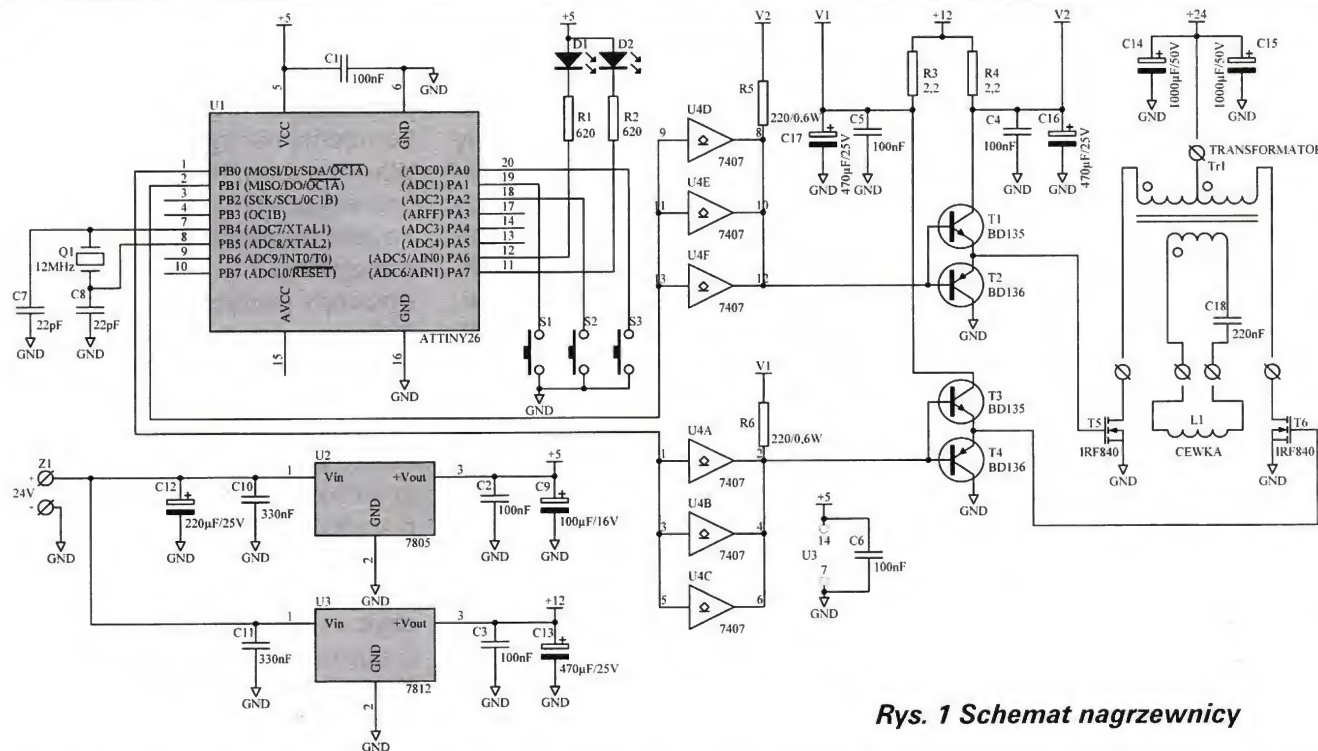 +5
C1
100nF
GND
5
6
U1
VCC
GND
1 PB0 (MOSI/DI/SDA/OC1A)
2 PB1 (MISO/DO/OC1A)
3 PB2 (SCK/SCL/0C1B)
4 PB3 (OC1B)
7 PB4 (ADC7/XTAL1)
8 PB5 (ADC8/XTAL2)
9 PB6 ADC9/INT0/T0)
10 PB7 (ADC10/RESET)
(ADC0) PA0 20
(ADC1) PA1 19
(ADC2) PA2 18
(ARFF) PA3 17
(ADC3) PA4 14
(ADC4) PA5 13
(ADC5/AIN0) PA6 12
(ADC6/AIN1) PA7 11
AVCC
GND
ATTINY26
15
16
GND
Q1
12MHz
C7
22pF
GND
C8
22pF
GND
+5
D1
D2
R1
620
R2
620
S1
S2
S3
GND
V2
R5
220/0.6W
U4D
9
8
7407
U4E
11
10
7407
U4F
13
12
7407
V1
R6
220/0,6W
U4A
1
2
7407
U4B
3
4
7407
U4C
5
6
7407
V1
+12
V2
R3
2,2
R4
2,2
C17
470µF/25V
GND
C5
100nF
GND
C4
100nF
GND
C16
470µF/25V
GND
T1
BD135
T2
BD136
GND
T3
BD135
T4
BD136
GND
+24
C14
1000µF/50V
GND
C15
1000µF/50V
GND
TRANSFORMATOR
Tr1
C18
220nF
T5
IRF840
GND
L1
CEWKA
T6
IRF840
GND
+5
14
U3
7
C6
100nF
GND
Z1
+
24V
-
GND
C12
220µF/25V
GND
C10
330nF
GND
1
U2
Vin
+Vout
GND
7805
3
2
GND
C2
100nF
GND
+5
C9
100µF/16V
GND
C11
330nF
GND
1
U3
Vin
+Vout
GND
7812
3
2
GND
C3
100nF
GND
+12
C13
470µF/25V
GND
Rys. 1 Schemat nagrzewnicy